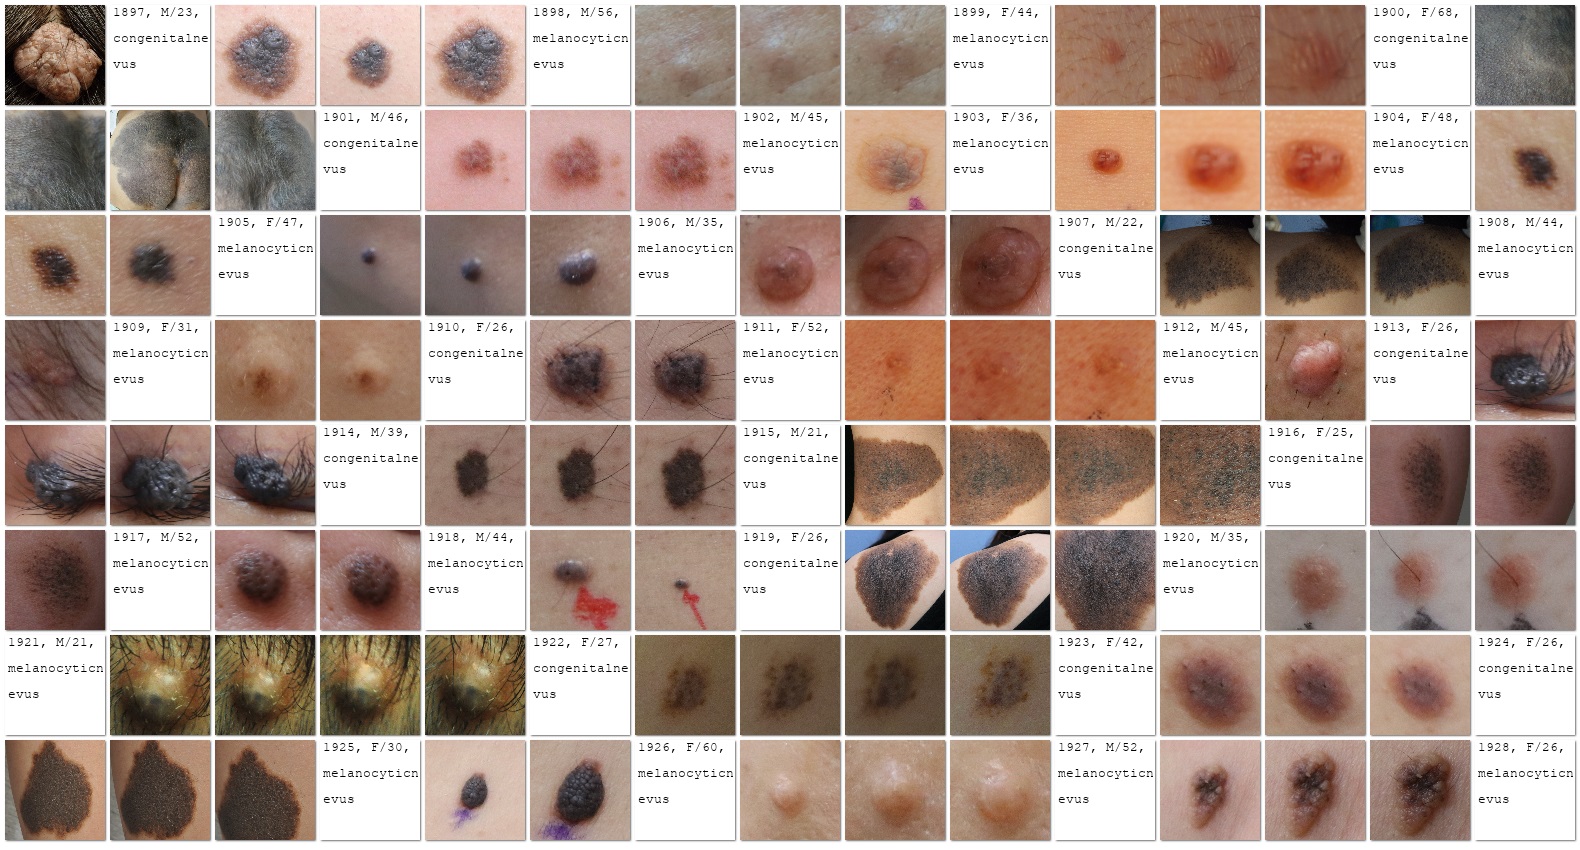 1897, M/23,
congenitalne
vus
1898, M/56,
melanocyticn
evus
1899, F/44,
melanocyticn
evus
1900, F/68,
congenitalne
vus
1901, M/46,
congenitalne
vus
1902, M/45,
melanocyticn
evus
1903, F/36,
melanocyticn
evus
1904, F/48,
melanocyticn
evus
1905, F/47,
melanocyticn
evus
1906, M/35,
melanocyticn
evus
1907, M/22,
congenitalne
vus
1908, M/44,
melanocyticn
evus
1909, F/31,
melanocyticn
evus
1910, F/26,
congenitalne
vus
1911, F/52,
melanocyticn
evus
1912, M/45,
melanocyticn
evus
1913, F/26,
congenitalne
vus
1914, M/39,
congenitalne
vus
1915, M/21,
congenitalne
vus
1916, F/25,
congenitalne
vus
1917, M/52,
melanocyticn
evus
1918, M/44,
melanocyticn
evus
1919, F/26,
congenitalne
vus
1920, M/35,
melanocyticn
evus
1921, M/21,
melanocyticn
evus
1922, F/27,
congenitalne
vus
1923, F/42,
congenitalne
vus
1924, F/26,
congenitalne
vus
1925, F/30,
melanocyticn
evus
1926, F/60,
melanocyticn
evus
1927, M/52,
melanocyticn
evus
1928, F/26,
melanocyticn
evus